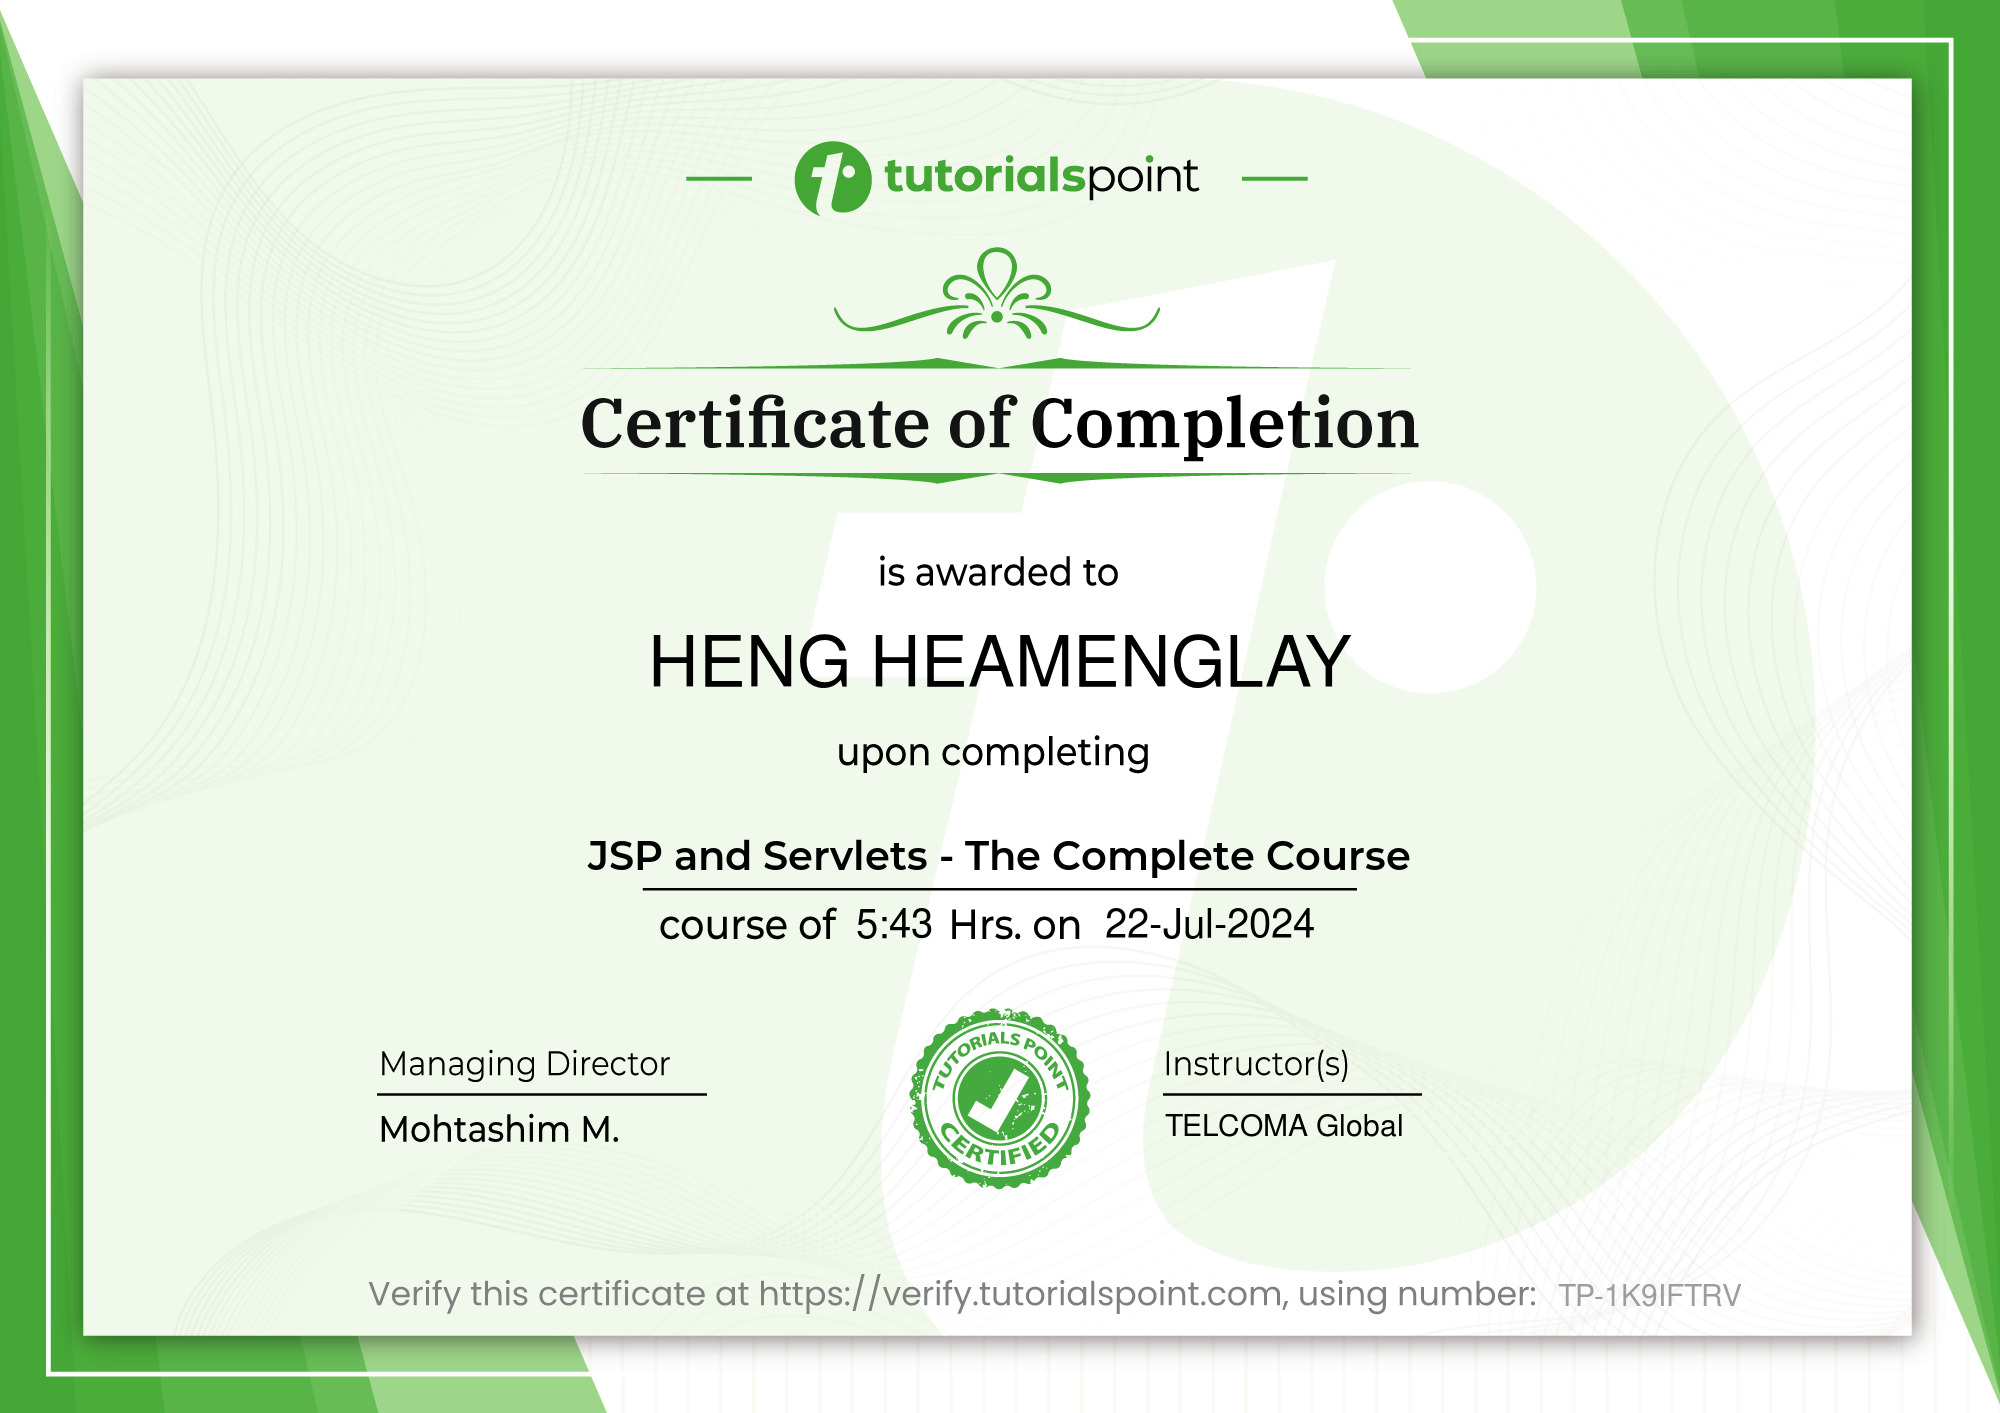 tutorialspoint
Certificate of Completion
is awarded to
HENG HEAMENGLAY
upon completing
JSP and Servlets - The Complete Course
course of 5:43 Hrs. on 22-Jul-2024
Managing Director
Mohtashim M.
TUTORIALS POINT
CERTIFIED
Instructor(s)
TELCOMA Global
Verify this certificate at https://verify.tutorialspoint.com, using number: TP-1K9IFTRV